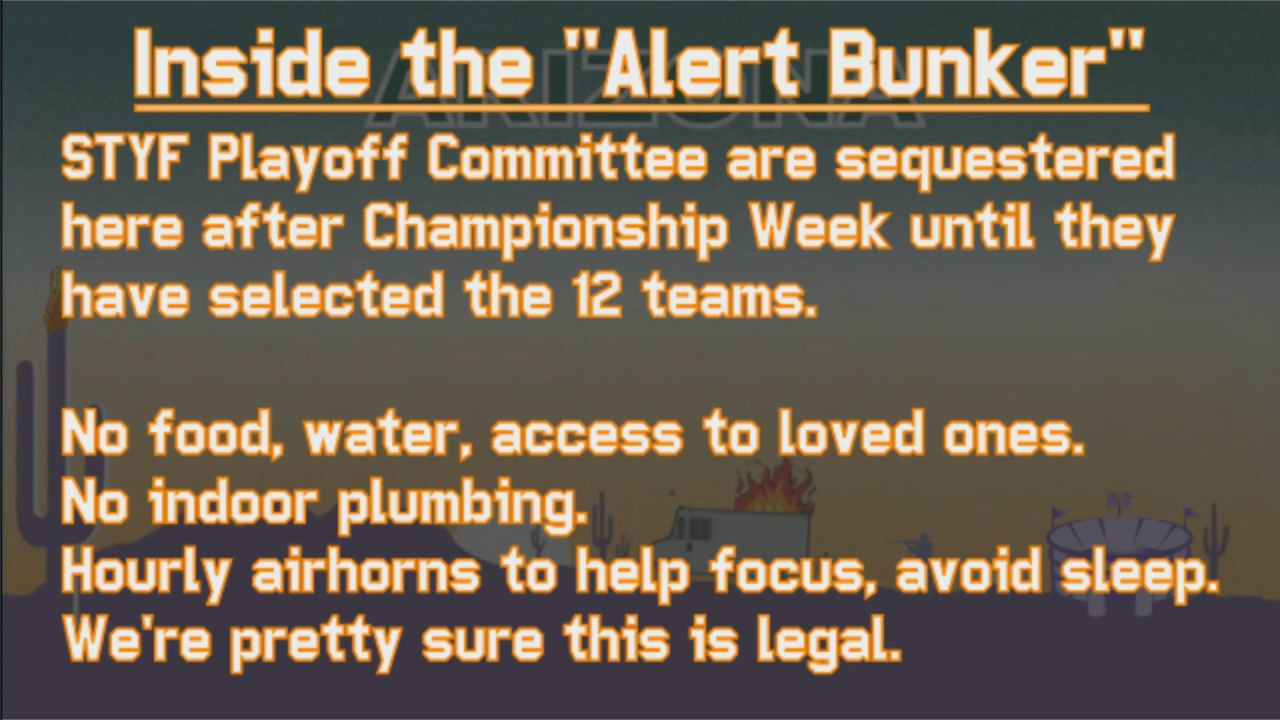 ARIZONA
Inside the "Alert Bunker"
STYF Playoff Committee are sequestered
here after Championship Week until they
have selected the 12 teams.
No food, water, access to loved ones.
No indoor plumbing.
Hourly airhorns to help focus, avoid sleep.
We're pretty sure this is legal.